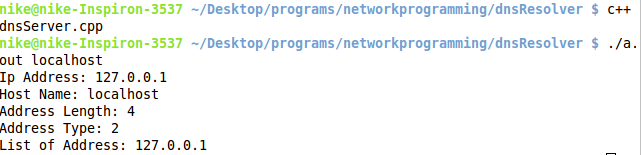 nike@nike-Inspiron-3537 ~/Desktop/programs/networkprogramming/dnsResolver $ c++
dnsServer.cpp
nike@nike-Inspiron-3537 ~/Desktop/programs/networkprogramming/dnsResolver $ ./a.
out localhost
Ip Address: 127.0.0.1
Host Name: localhost
Address Length: 4
Address Type: 2
List of Address: 127.0.0.1